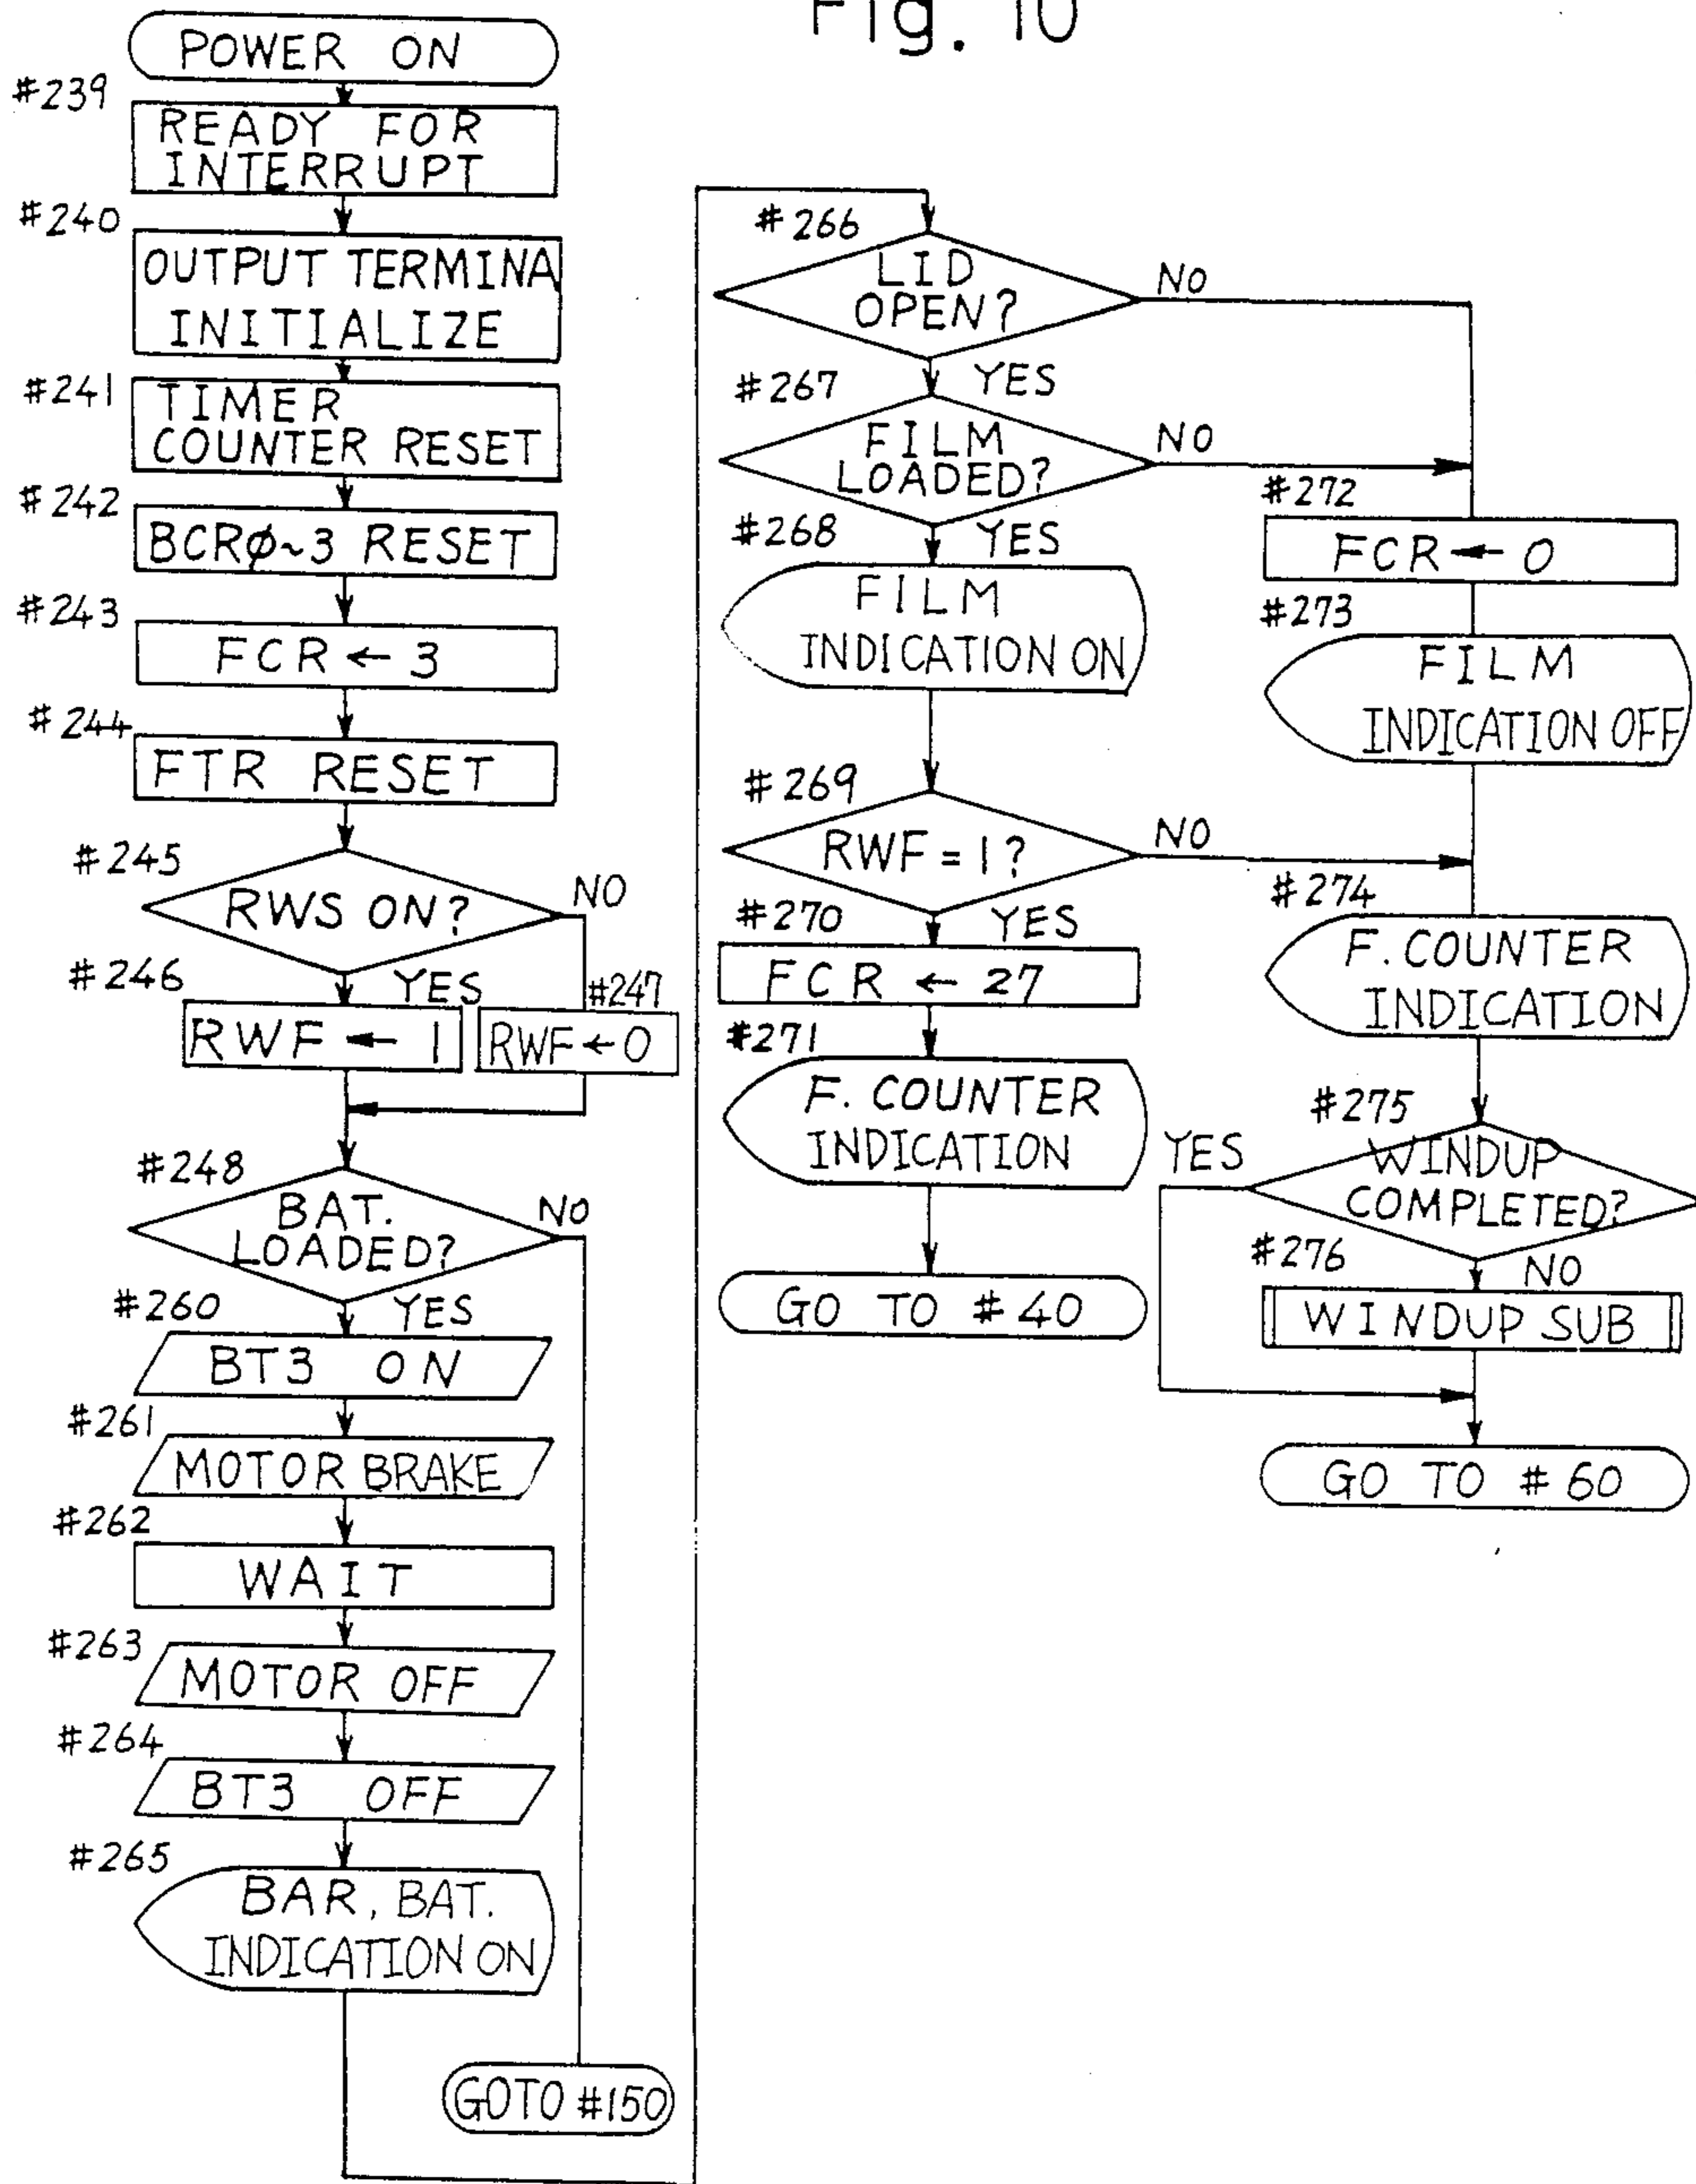 Fig. 10
POWER ON
#239
READY FOR
INTERRUPT
#240
OUTPUT TERMINA
INITIALIZE
#241
TIMER
COUNTER RESET
#242
BCRø~3 RESET
#243
FCR ← 3
#244
FTR RESET
#245
RWS ON?
NO
#246
YES
#247
RWF ← 1
RWF ← 0
#248
BAT.
LOADED?
NO
#260
YES
BT3 ON
#261
MOTOR BRAKE
#262
WAIT
#263
MOTOR OFF
#264
BT3 OFF
#265
BAR, BAT.
INDICATION ON
GOTO #150
#266
LID
OPEN?
NO
#267
YES
FILM
LOADED?
NO
#268
YES
FILM
INDICATION ON
#269
RWF = 1?
NO
#270
YES
FCR ← 27
#271
F. COUNTER
INDICATION
GO TO #40
#272
FCR ← 0
#273
FILM
INDICATION OFF
#274
F. COUNTER
INDICATION
#275
YES
WINDUP
COMPLETED?
#276
NO
WINDUP SUB
GO TO #60